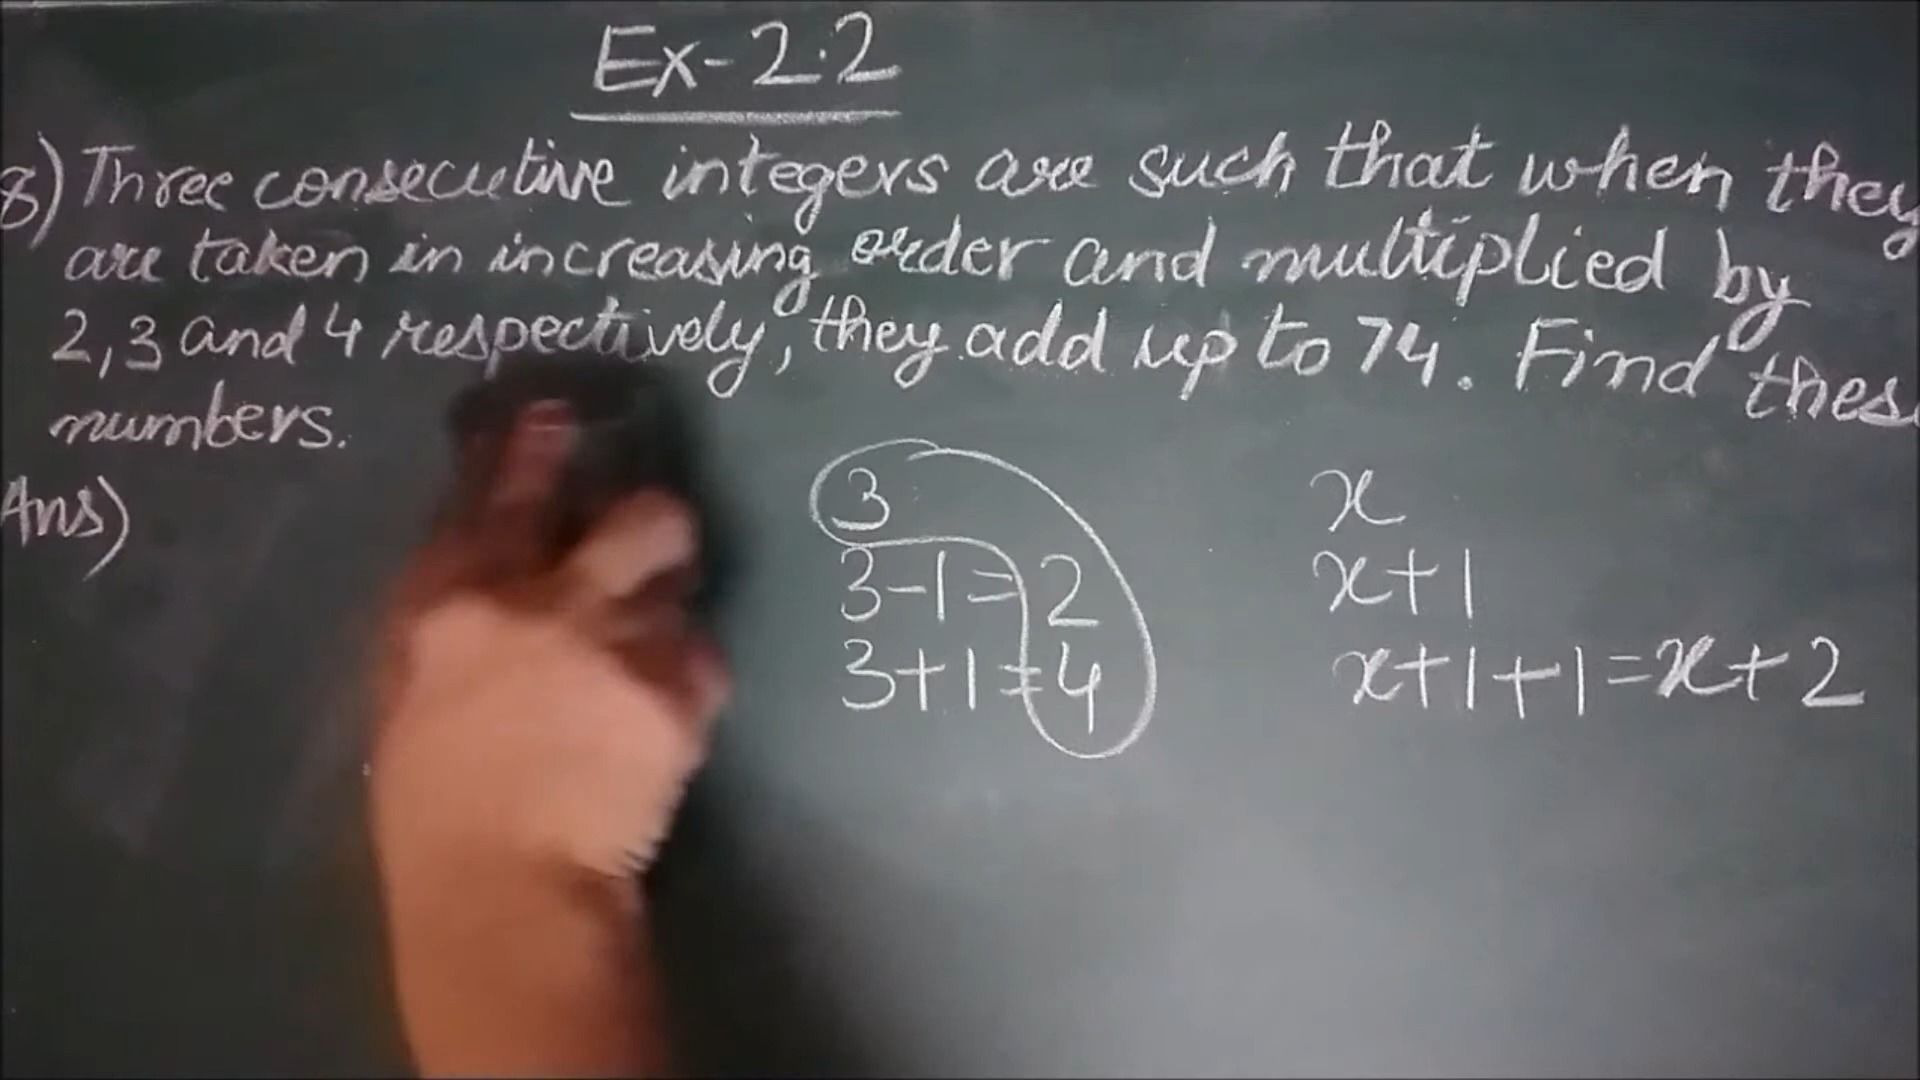 Ex-2.2
8) Three consecutive integers are such that when they
are taken in increasing order and multiplied by
2, 3 and 4 respectively, they add up to 74. Find these
numbers.
Ans)
3
3-1=2
3+1=4
x
x+1
x+1+1=x+2